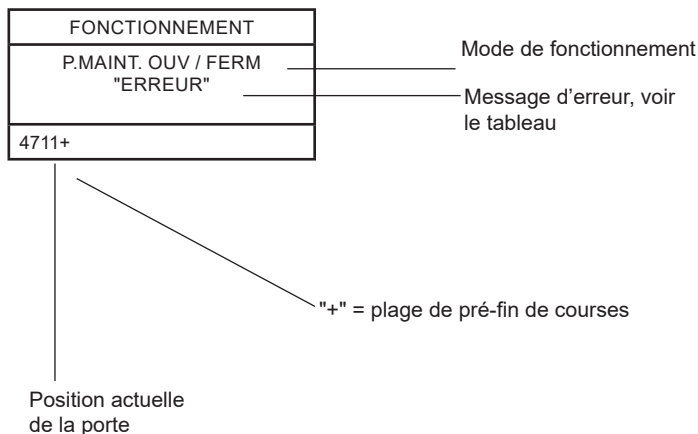 FONCTIONNEMENT
P.MAINT. OUV / FERM
"ERREUR"
4711+
Mode de fonctionnement
Message d'erreur, voir
le tableau
"+" = plage de pré-fin de courses
Position actuelle
de la porte